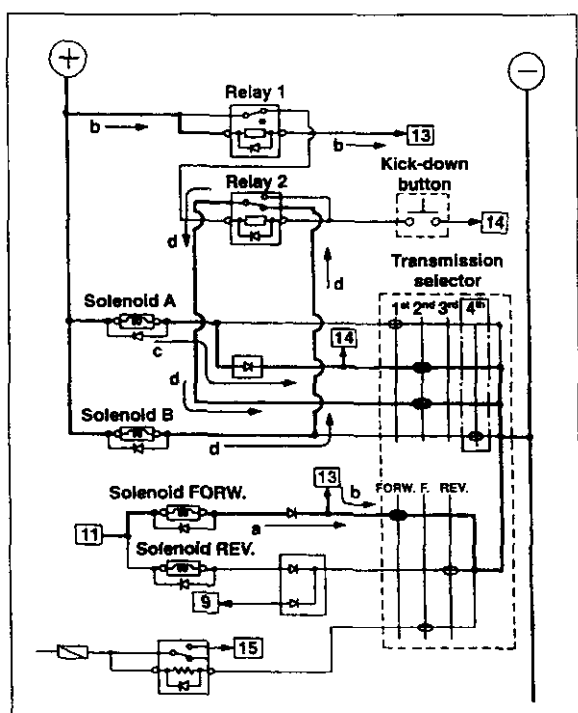 +
−
Relay 1
b
b
13
Relay 2
Kick-down
button
14
d
d
Transmission
selector
Solenoid A
1st 2nd 3rd 4th
c
14
d
Solenoid B
d
FORW. F. REV.
Solenoid FORW.
13
b
11
a
Solenoid REV.
9
15